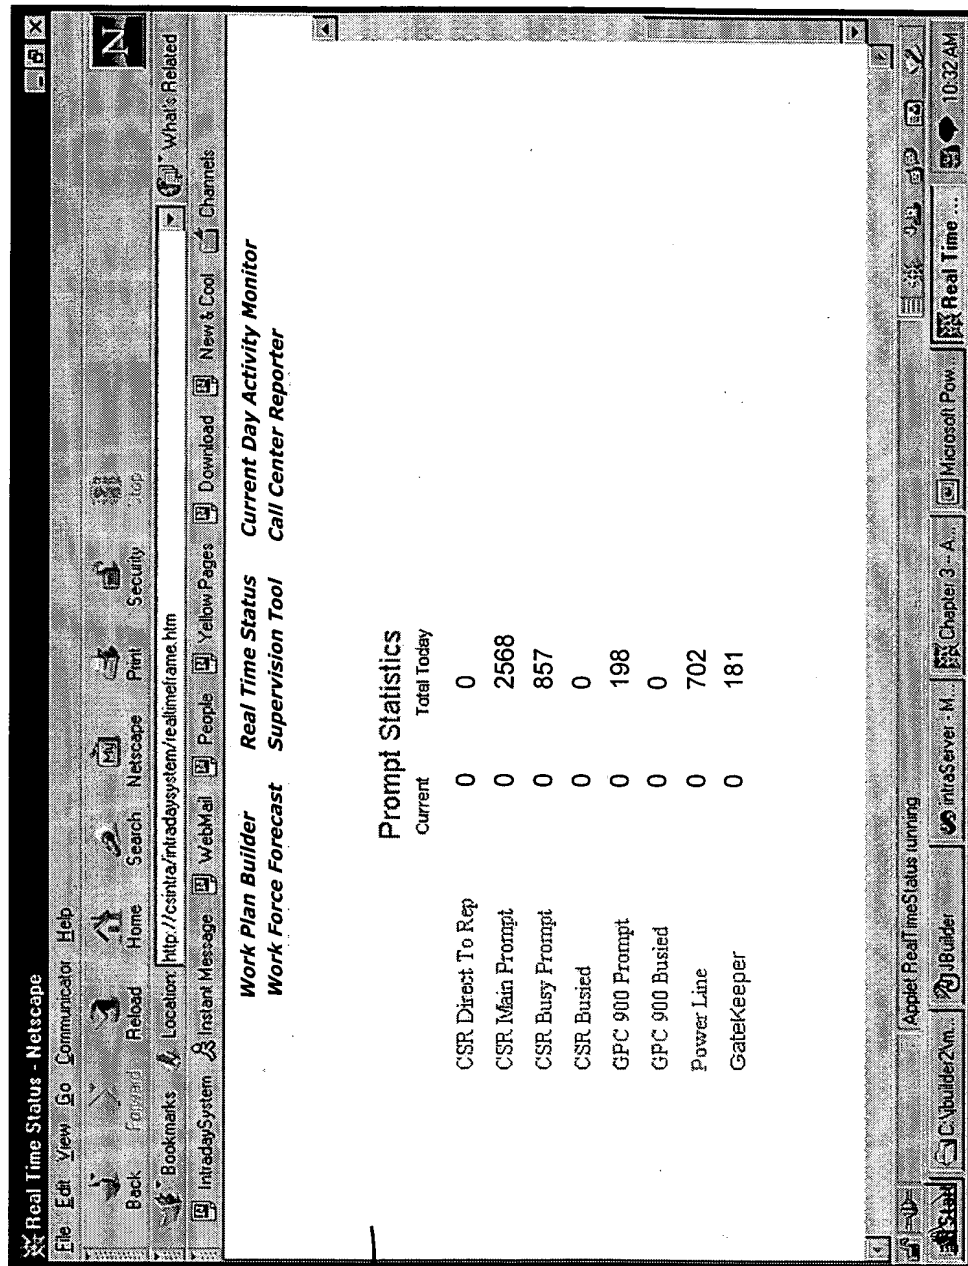 Real Time Status - Netscape
File Edit View Go Communicator Help
Back Forward Reload Home Search Netscape Print Security Stop
Bookmarks Location: http://csintra/intradaysystem/realtimeframe.htm What's Related
IntradaySystem Instant Message WebMail People Yellow Pages Download New & Cool Channels
Work Plan Builder Real Time Status Current Day Activity Monitor
Work Force Forecast Supervision Tool Call Center Reporter
Prompt Statistics
Current Total Today
CSR Direct To Rep 0 0
CSR Main Prompt 0 2568
CSR Busy Prompt 0 857
CSR Busied 0 0
GPC 900 Prompt 0 198
GPC 900 Busied 0 0
Power Line 0 702
GateKeeper 0 181
Applet RealTimeStatus running
Start C:\jbuilder2\m... JBuilder intraServer - M... Chapter 3 - A... Microsoft Pow... Real Time ... 10:32 AM